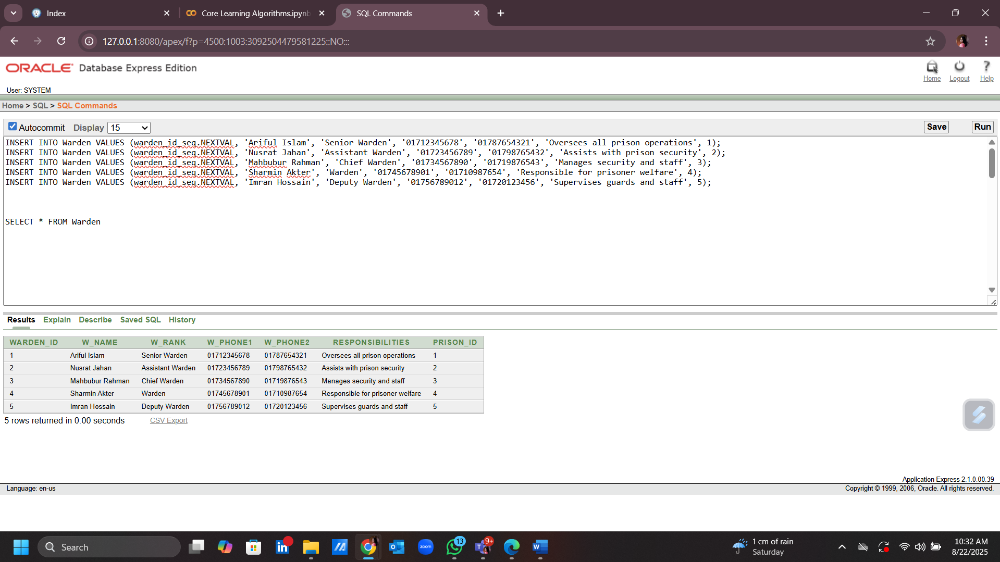 Index
Core Learning Algorithms.ipynb
SQL Commands
127.0.0.1:8080/apex/f?p=4500:1003:3092504479581225::NO:::
ORACLE Database Express Edition
Home Logout Help
User: SYSTEM
Home > SQL > SQL Commands
Autocommit Display 15 Save Run
INSERT INTO Warden VALUES (warden_id_seq.NEXTVAL, 'Ariful Islam', 'Senior Warden', '01712345678', '01787654321', 'Oversees all prison operations', 1);
INSERT INTO Warden VALUES (warden_id_seq.NEXTVAL, 'Nusrat Jahan', 'Assistant Warden', '01723456789', '01798765432', 'Assists with prison security', 2);
INSERT INTO Warden VALUES (warden_id_seq.NEXTVAL, 'Mahbubur Rahman', 'Chief Warden', '01734567890', '01719876543', 'Manages security and staff', 3);
INSERT INTO Warden VALUES (warden_id_seq.NEXTVAL, 'Sharmin Akter', 'Warden', '01745678901', '01710987654', 'Responsible for prisoner welfare', 4);
INSERT INTO Warden VALUES (warden_id_seq.NEXTVAL, 'Imran Hossain', 'Deputy Warden', '01756789012', '01720123456', 'Supervises guards and staff', 5);
SELECT * FROM Warden
Results Explain Describe Saved SQL History
WARDEN_ID W_NAME W_RANK W_PHONE1 W_PHONE2 RESPONSIBILITIES PRISON_ID
1 Ariful Islam Senior Warden 01712345678 01787654321 Oversees all prison operations 1
2 Nusrat Jahan Assistant Warden 01723456789 01798765432 Assists with prison security 2
3 Mahbubur Rahman Chief Warden 01734567890 01719876543 Manages security and staff 3
4 Sharmin Akter Warden 01745678901 01710987654 Responsible for prisoner welfare 4
5 Imran Hossain Deputy Warden 01756789012 01720123456 Supervises guards and staff 5
5 rows returned in 0.00 seconds CSV Export
Application Express 2.1.0.00.39
Language: en-us Copyright © 1999, 2006, Oracle. All rights reserved.
Search
in
zoom
13
9+
1 cm of rain
Saturday
10:32 AM
8/22/2025